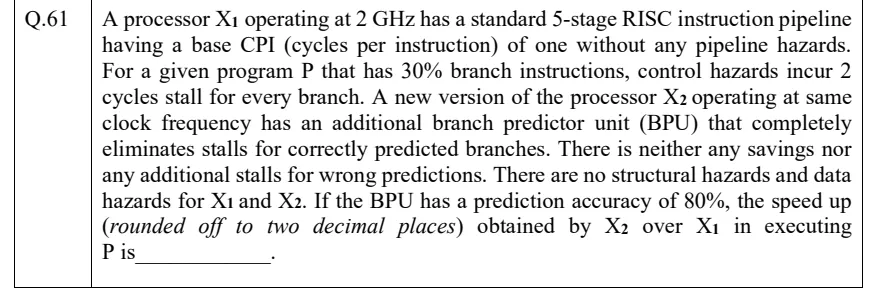 Q.61 A processor X₁ operating at 2 GHz has a standard 5-stage RISC instruction pipeline
having a base CPI (cycles per instruction) of one without any pipeline hazards.
For a given program P that has 30% branch instructions, control hazards incur 2
cycles stall for every branch. A new version of the processor X₂ operating at same
clock frequency has an additional branch predictor unit (BPU) that completely
eliminates stalls for correctly predicted branches. There is neither any savings nor
any additional stalls for wrong predictions. There are no structural hazards and data
hazards for X₁ and X₂. If the BPU has a prediction accuracy of 80%, the speed up
(rounded off to two decimal places) obtained by X₂ over X₁ in executing
P is_____________.